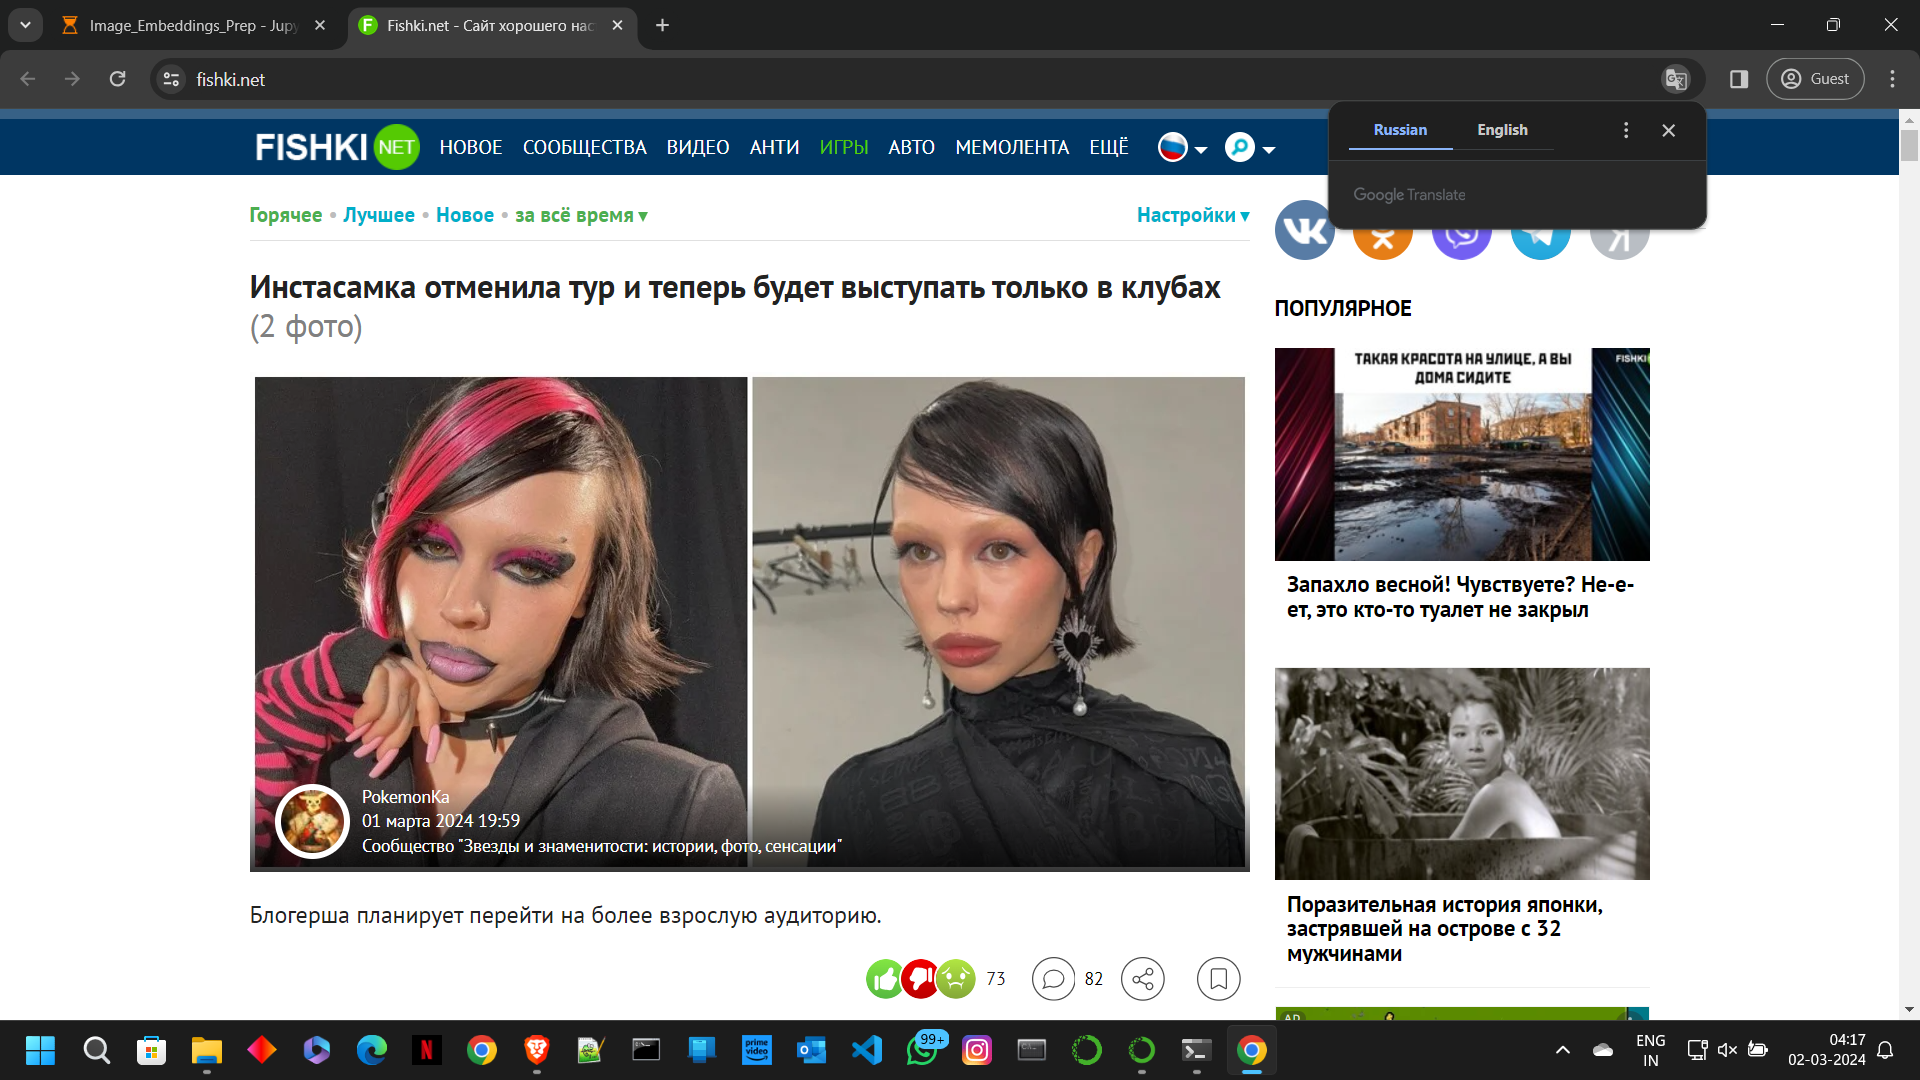 Image_Embeddings_Prep - Jupy
Fishki.net - Сайт хорошего нас
fishki.net
Guest
Russian
English
Google Translate
FISHKI NET
НОВОЕ СООБЩЕСТВА ВИДЕО АНТИ ИГРЫ АВТО МЕМОЛЕНТА ЕЩЁ
Горячее • Лучшее • Новое • за всё время ▾
Настройки ▾
Инстасамка отменила тур и теперь будет выступать только в клубах
(2 фото)
PokemonKa
01 марта 2024 19:59
Сообщество "Звезды и знаменитости: истории, фото, сенсации"
Блогерша планирует перейти на более взрослую аудиторию.
73
82
ПОПУЛЯРНОЕ
ТАКАЯ КРАСОТА НА УЛИЦЕ, А ВЫ
ДОМА СИДИТЕ
FISHKI
Запахло весной! Чувствуете? Не-е-
ет, это кто-то туалет не закрыл
Поразительная история японки,
застрявшей на острове с 32
мужчинами
AD
99+
prime
video
ENG
IN
04:17
02-03-2024